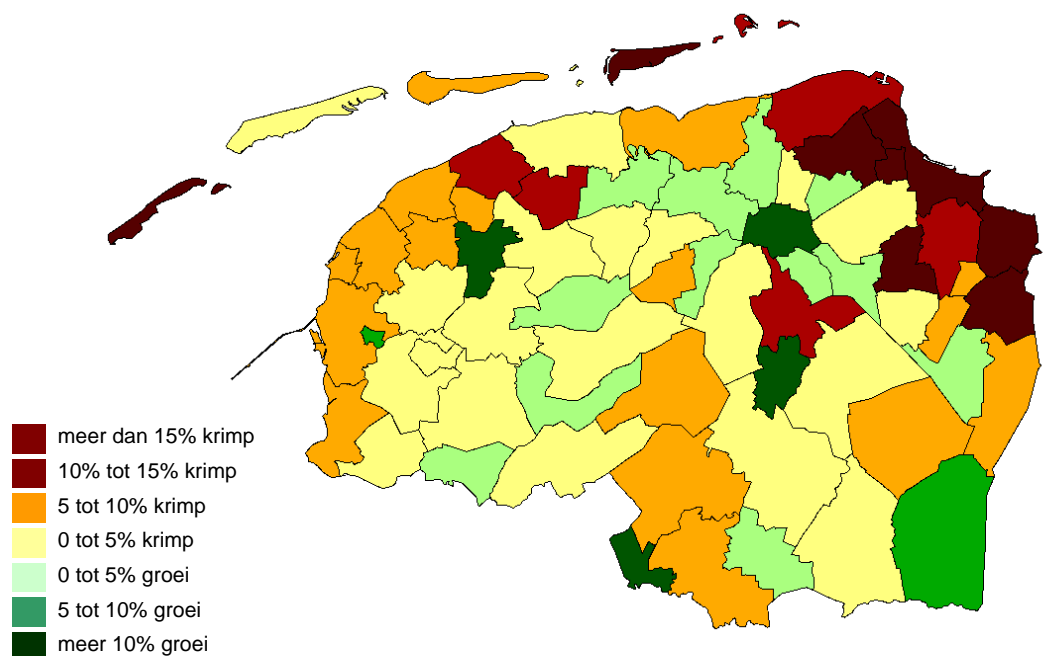 meer dan 15% krimp
10% tot 15% krimp
5 tot 10% krimp
0 tot 5% krimp
0 tot 5% groei
5 tot 10% groei
meer 10% groei